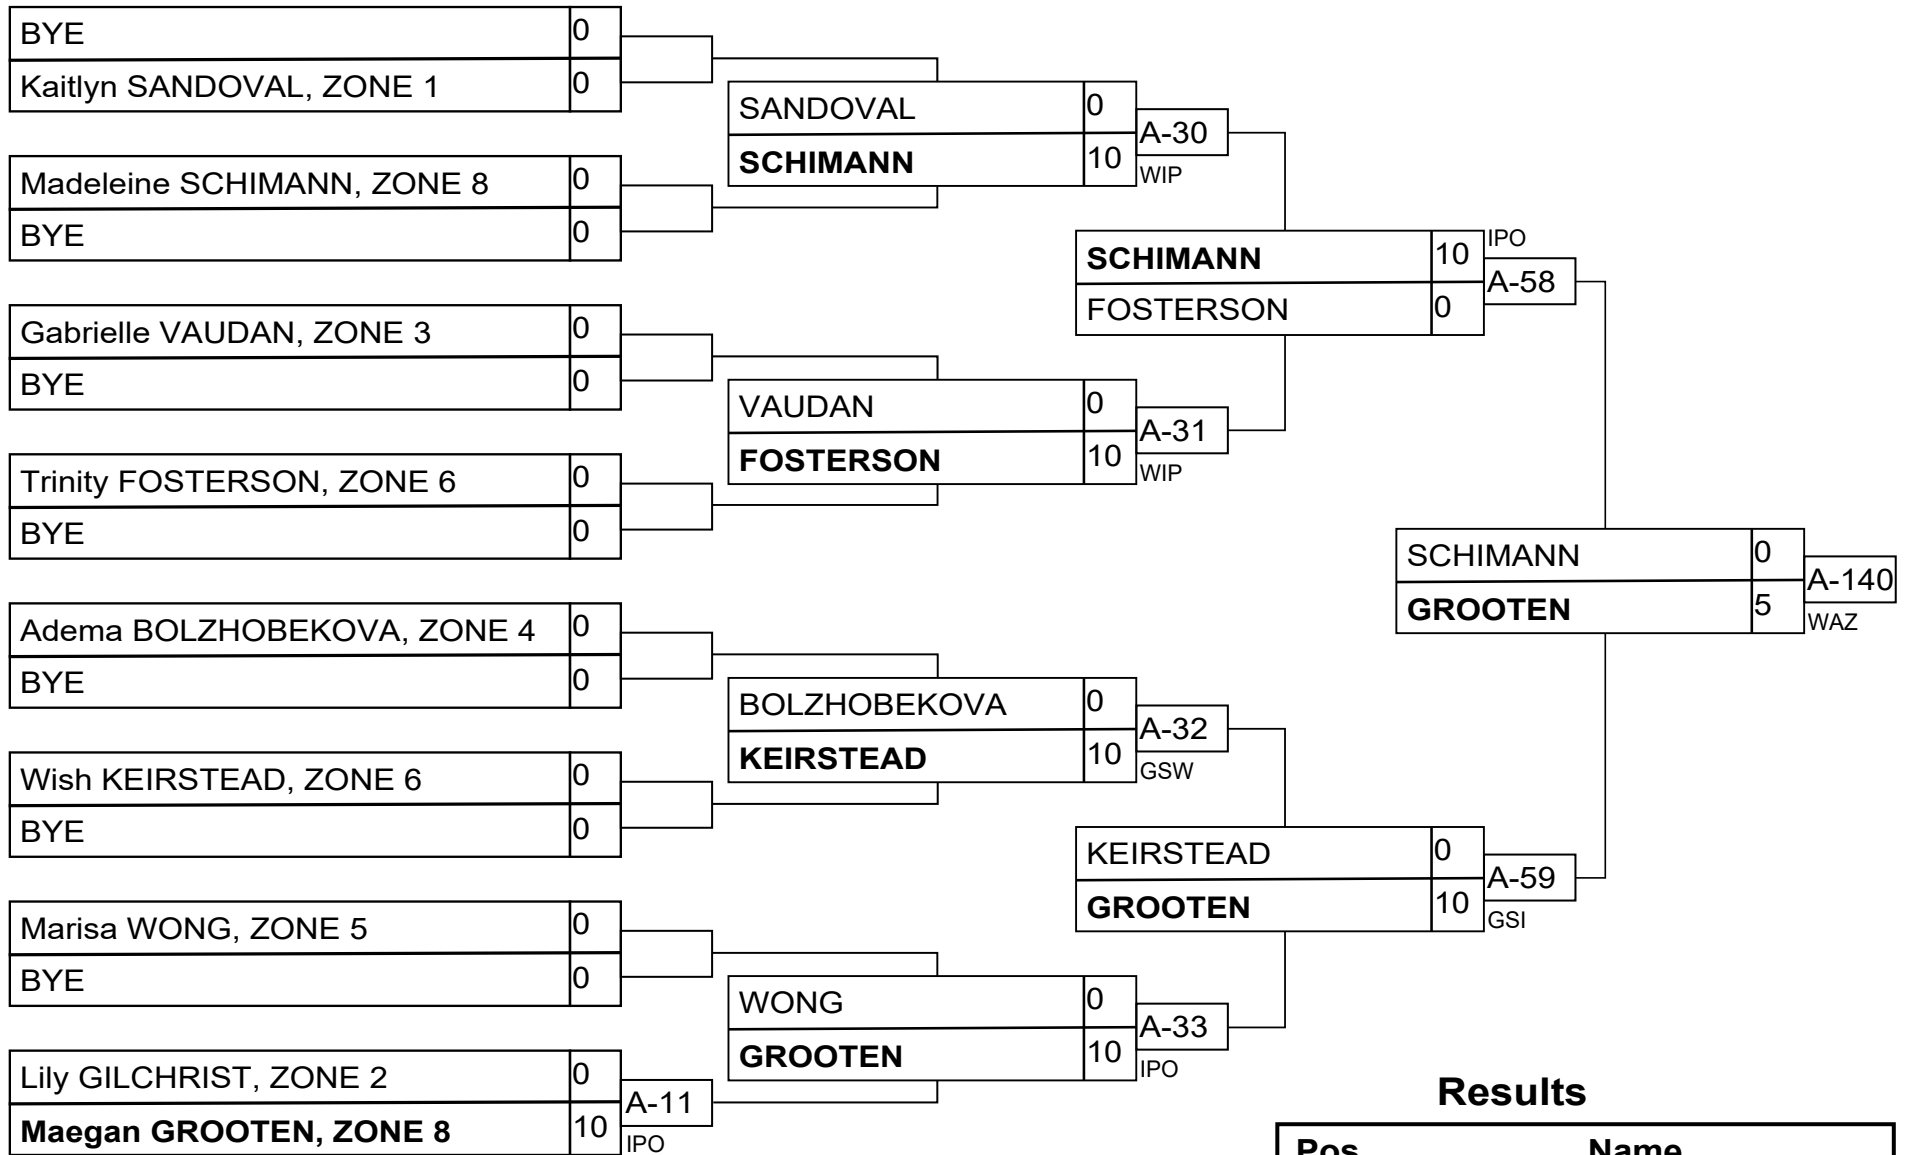 BYE 0
Kaitlyn SANDOVAL, ZONE 1 0
Madeleine SCHIMANN, ZONE 8 0
BYE 0
Gabrielle VAUDAN, ZONE 3 0
BYE 0
Trinity FOSTERSON, ZONE 6 0
BYE 0
Adema BOLZHOBEKOVA, ZONE 4 0
BYE 0
Wish KEIRSTEAD, ZONE 6 0
BYE 0
Marisa WONG, ZONE 5 0
BYE 0
Lily GILCHRIST, ZONE 2 0
Maegan GROOTEN, ZONE 8 10
A-11
IPO
SANDOVAL 0
SCHIMANN 10
A-30
WIP
VAUDAN 0
FOSTERSON 10
A-31
WIP
BOLZHOBEKOVA 0
KEIRSTEAD 10
A-32
GSW
WONG 0
GROOTEN 10
A-33
IPO
SCHIMANN 10
FOSTERSON 0
IPO
A-58
KEIRSTEAD 0
GROOTEN 10
A-59
GSI
SCHIMANN 0
GROOTEN 5
A-140
WAZ
Results
Pos Name